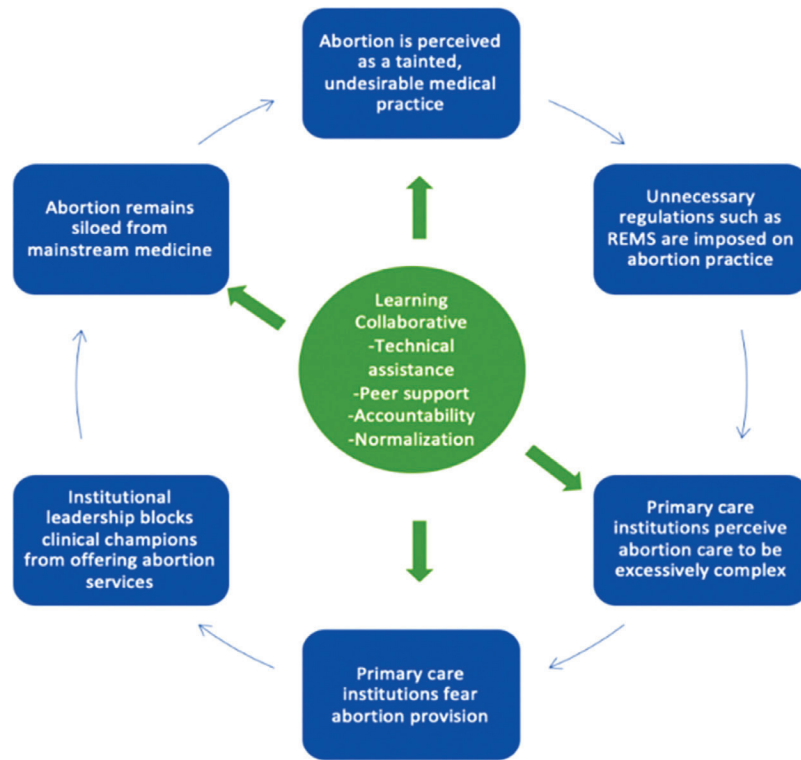 Abortion is perceived
as a tainted,
undesirable medical
practice
Unnecessary
regulations such as
REMS are imposed on
abortion practice
Primary care
institutions perceive
abortion care to be
excessively complex
Primary care
institutions fear
abortion provision
Institutional
leadership blocks
clinical champions
from offering abortion
services
Abortion remains
siloed from
mainstream medicine
Learning
Collaborative
-Technical
assistance
-Peer support
-Accountability
-Normalization